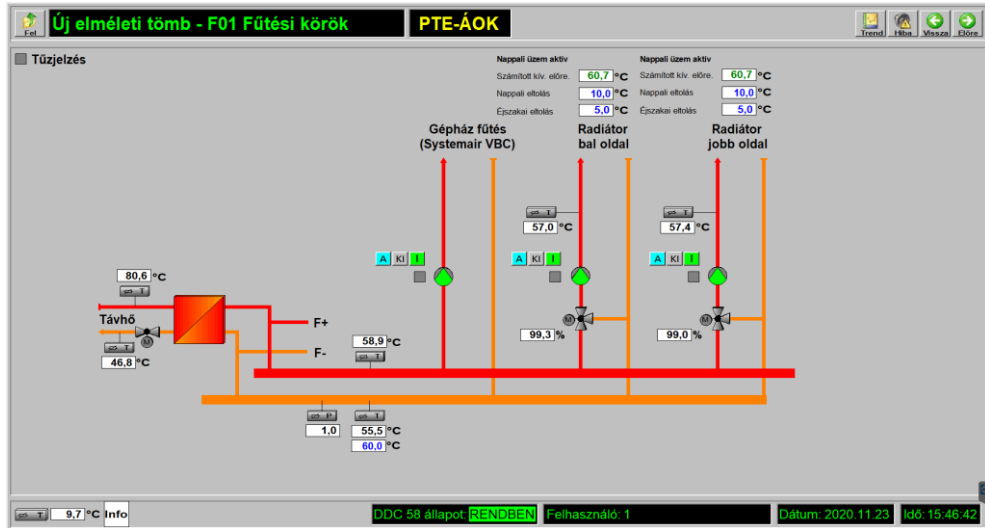 Fel
Új elméleti tömb - F01 Fűtési körök
PTE-ÁOK
Trend
Hiba
Vissza
Előre
Tűzjelzés
Nappali üzem aktiv
Számított kív. előre. 60,7 °C
Nappali eltolás 10,0 °C
Éjszakai eltolás 5,0 °C
Nappali üzem aktiv
Számított kív. előre. 60,7 °C
Nappali eltolás 10,0 °C
Éjszakai eltolás 5,0 °C
Gépház fűtés
(Systemair VBC)
Radiátor
bal oldal
Radiátor
jobb oldal
T
57,0 °C
T
57,4 °C
A KI I
A KI I
A KI I
80,6 °C
T
Távhő
M
T
46,8 °C
F+
F-
58,9 °C
T
M
99,3 %
M
99,0 %
P
1,0
T
55,5 °C
60,0 °C
T 9,7 °C Info
DDC 58 állapot: RENDBEN
Felhasználó: 1
Dátum: 2020.11.23
Idő: 15:46:42